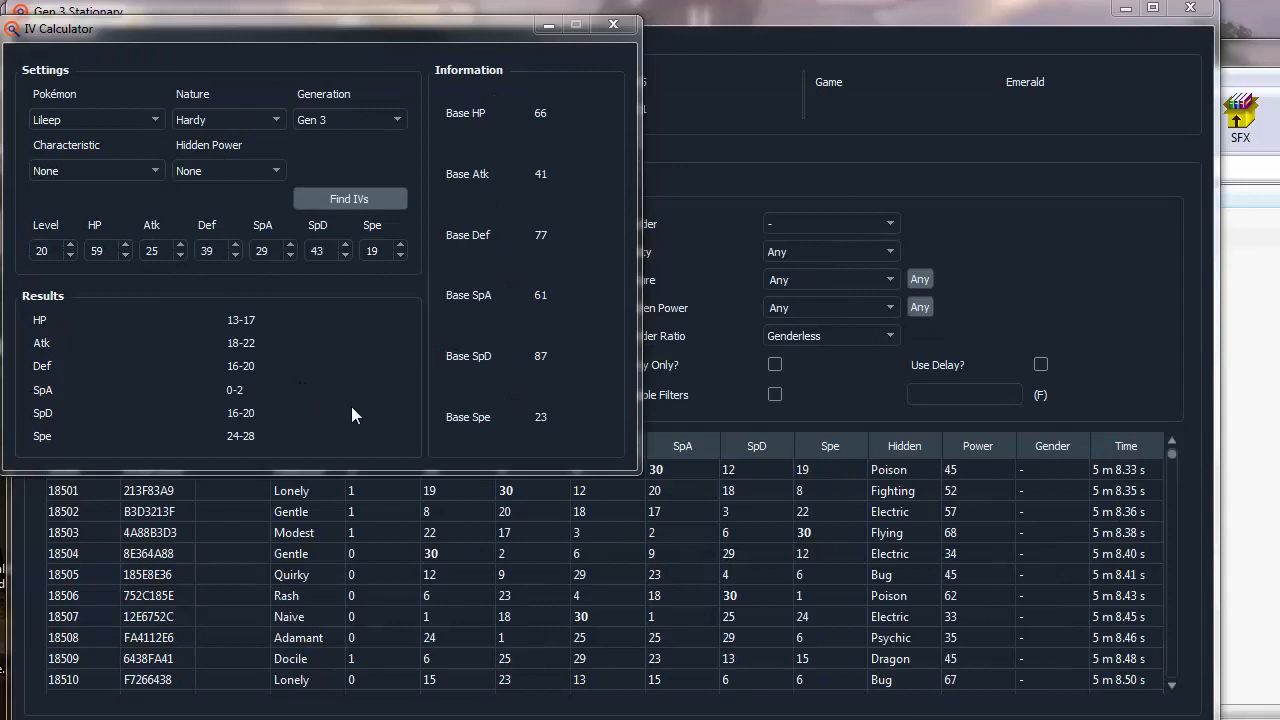 Gen 3 Stationary
IV Calculator
Settings
Pokémon Nature Generation
Lileep Hardy Gen 3
Characteristic Hidden Power
None None
Find IVs
Level HP Atk Def SpA SpD Spe
20 59 25 39 29 43 19
Results
HP 13-17
Atk 18-22
Def 16-20
SpA 0-2
SpD 16-20
Spe 24-28
Information
Base HP 66
Base Atk 41
Base Def 77
Base SpA 61
Base SpD 87
Base Spe 23
Game Emerald
SFX
-
Any
Any Any
Any Any
Genderless
Use Delay?
Filters
(F)
SpA SpD Spe Hidden Power Gender Time
30 12 19 Poison 45 - 5 m 8.33 s
18501 213F83A9 Lonely 1 19 30 12 20 18 8 Fighting 52 - 5 m 8.35 s
18502 B3D3213F Gentle 1 8 20 18 17 3 22 Electric 57 - 5 m 8.36 s
18503 4A88B3D3 Modest 1 22 17 3 2 6 30 Flying 68 - 5 m 8.38 s
18504 8E364A88 Gentle 0 30 2 6 9 29 12 Electric 34 - 5 m 8.40 s
18505 185E8E36 Quirky 0 12 9 29 23 4 6 Bug 45 - 5 m 8.41 s
18506 752C185E Rash 0 6 23 4 18 30 1 Poison 62 - 5 m 8.43 s
18507 12E6752C Naive 0 1 18 30 1 25 24 Electric 33 - 5 m 8.45 s
18508 FA4112E6 Adamant 0 24 1 25 25 29 6 Psychic 35 - 5 m 8.46 s
18509 6438FA41 Docile 1 6 25 29 23 13 15 Dragon 45 - 5 m 8.48 s
18510 F7266438 Lonely 0 15 23 13 15 6 6 Bug 67 - 5 m 8.50 s